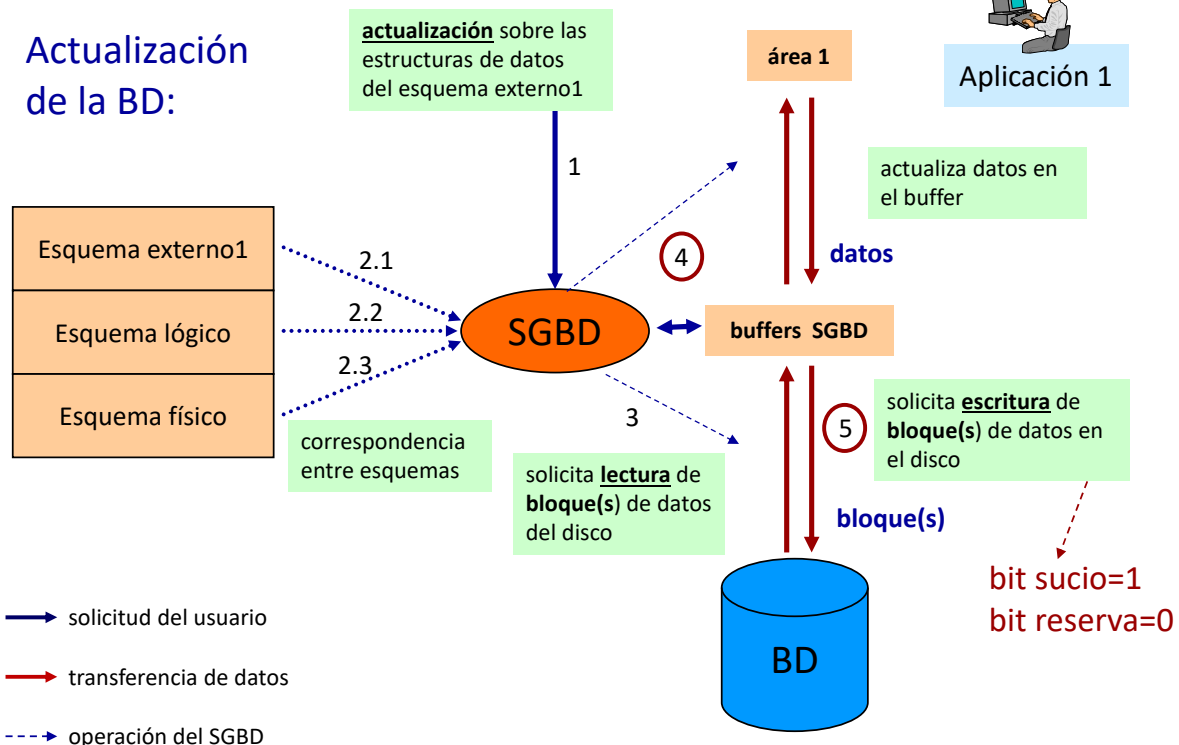 Actualización
de la BD:
actualización sobre las
estructuras de datos
del esquema externo1
área 1
Aplicación 1
1
actualiza datos en
el buffer
Esquema externo1
Esquema lógico
Esquema físico
2.1
2.2
2.3
4
datos
SGBD
buffers SGBD
correspondencia
entre esquemas
3
solicita lectura de
bloque(s) de datos
del disco
5
solicita escritura de
bloque(s) de datos en
el disco
bloque(s)
bit sucio=1
bit reserva=0
BD
solicitud del usuario
transferencia de datos
operación del SGBD